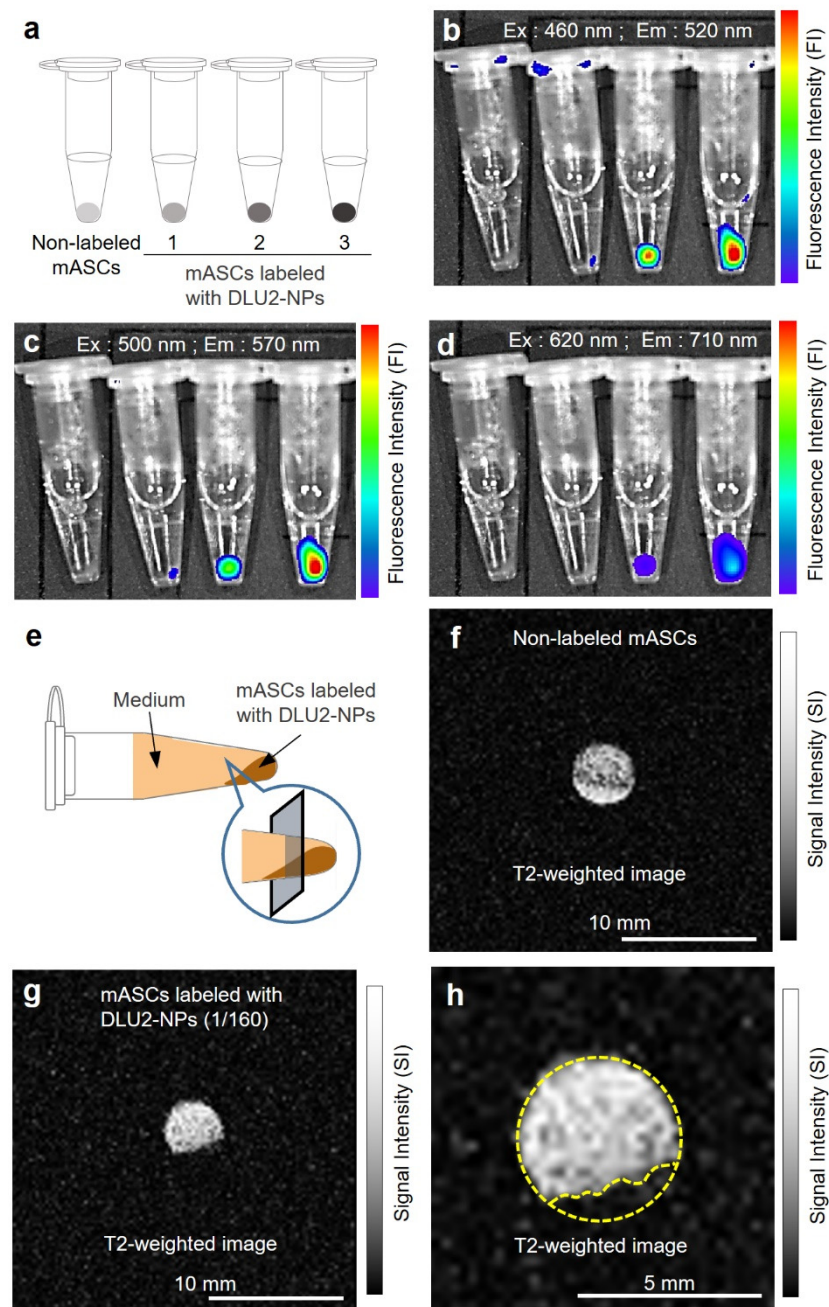 a
Non-labeled
mASCs
1
2
3
mASCs labeled
with DLU2-NPs
b
Ex : 460 nm ; Em : 520 nm
Fluorescence Intensity (FI)
c
Ex : 500 nm ; Em : 570 nm
Fluorescence Intensity (FI)
d
Ex : 620 nm ; Em : 710 nm
Fluorescence Intensity (FI)
e
Medium
mASCs labeled
with DLU2-NPs
f
Non-labeled mASCs
T2-weighted image
10 mm
Signal Intensity (SI)
g
mASCs labeled with
DLU2-NPs (1/160)
T2-weighted image
10 mm
Signal Intensity (SI)
h
T2-weighted image
5 mm
Signal Intensity (SI)